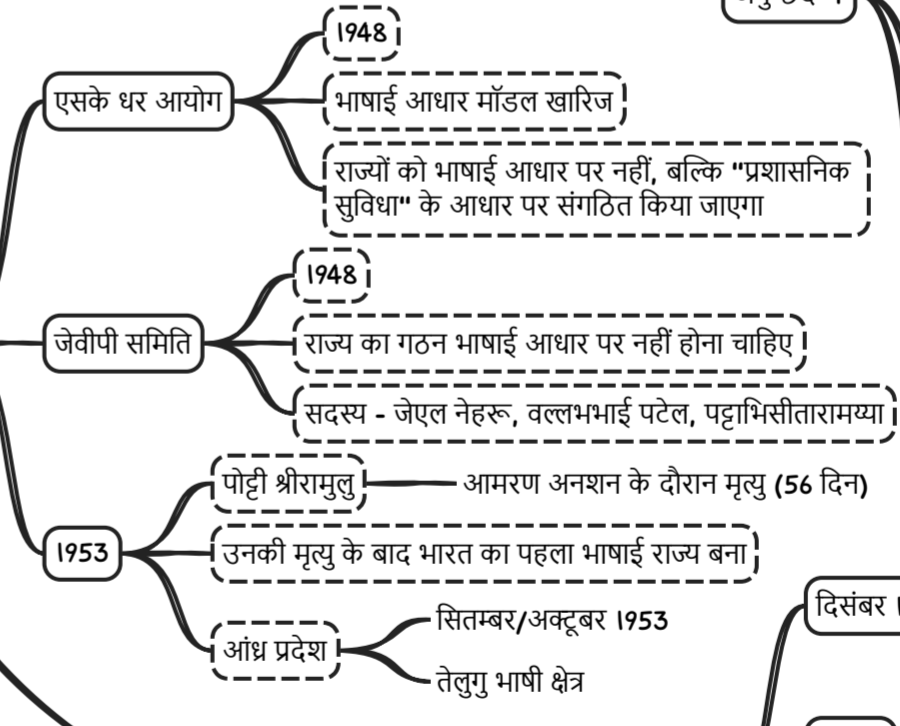 1948
एसके धर आयोग
भाषाई आधार मॉडल खारिज
राज्यों को भाषाई आधार पर नहीं, बल्कि "प्रशासनिक
सुविधा" के आधार पर संगठित किया जाएगा
1948
जेवीपी समिति
राज्य का गठन भाषाई आधार पर नहीं होना चाहिए
सदस्य - जेएल नेहरू, वल्लभभाई पटेल, पट्टाभिसीतारामय्या
पोट्टी श्रीरामुलु
आमरण अनशन के दौरान मृत्यु (56 दिन)
1953
उनकी मृत्यु के बाद भारत का पहला भाषाई राज्य बना
आंध्र प्रदेश
सितम्बर/अक्टूबर 1953
तेलुगु भाषी क्षेत्र
दिसंबर